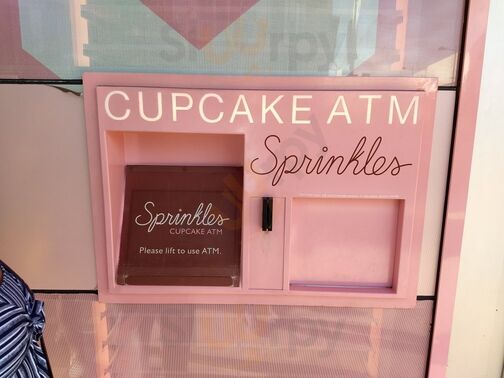 CUPCAKE ATM
Sprinkles
Sprinkles
CUPCAKE ATM
Please lift to use ATM.